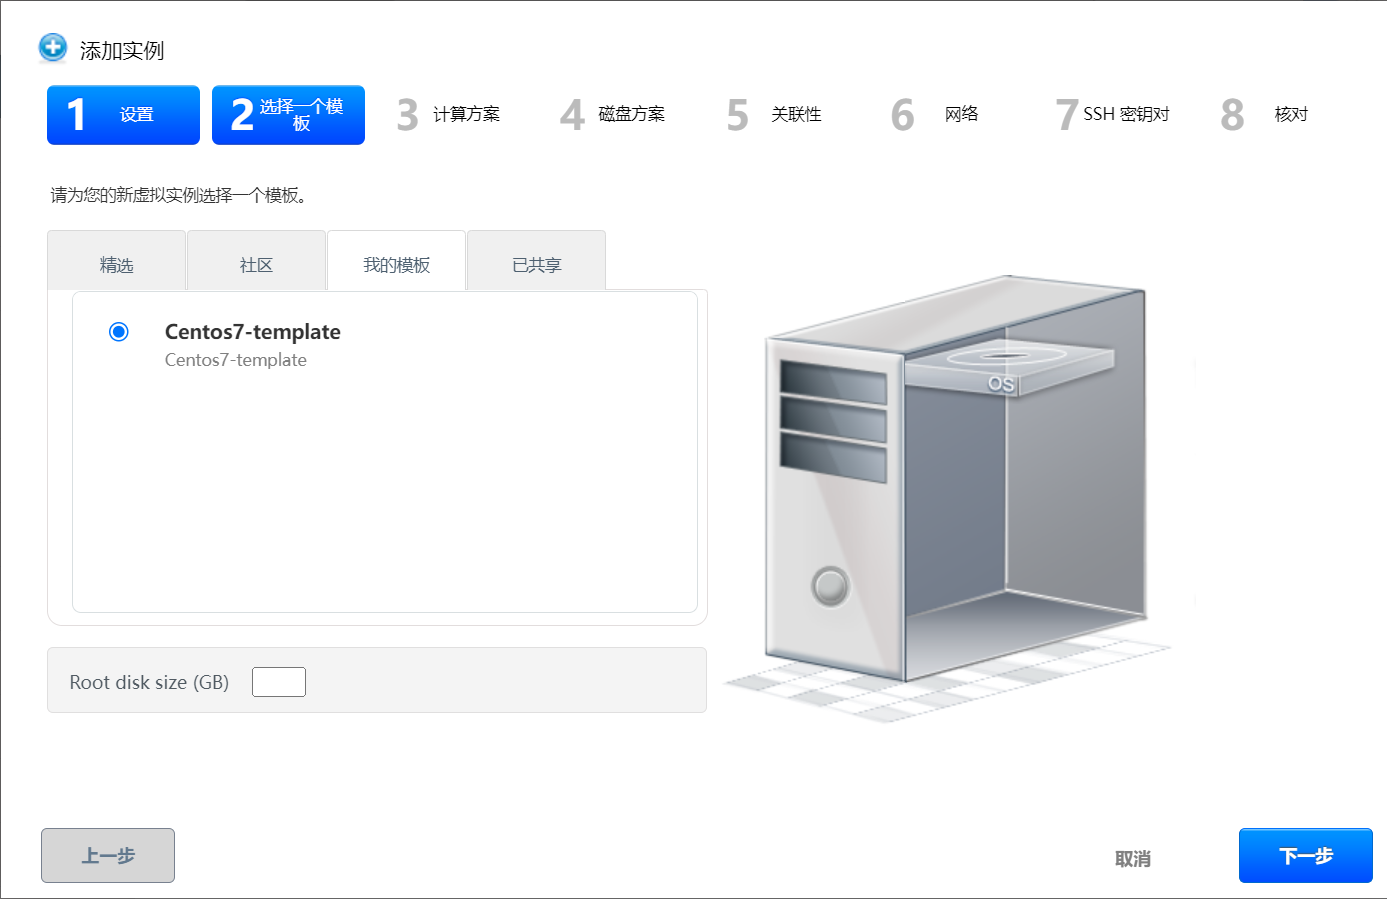 添加实例
1 设置
2 选择一个模
板
3 计算方案
4 磁盘方案
5 关联性
6 网络
7 SSH 密钥对
8 核对
请为您的新虚拟实例选择一个模板。
精选 社区 我的模板 已共享
Centos7-template
Centos7-template
OS
Root disk size (GB)
上一步 取消 下一步